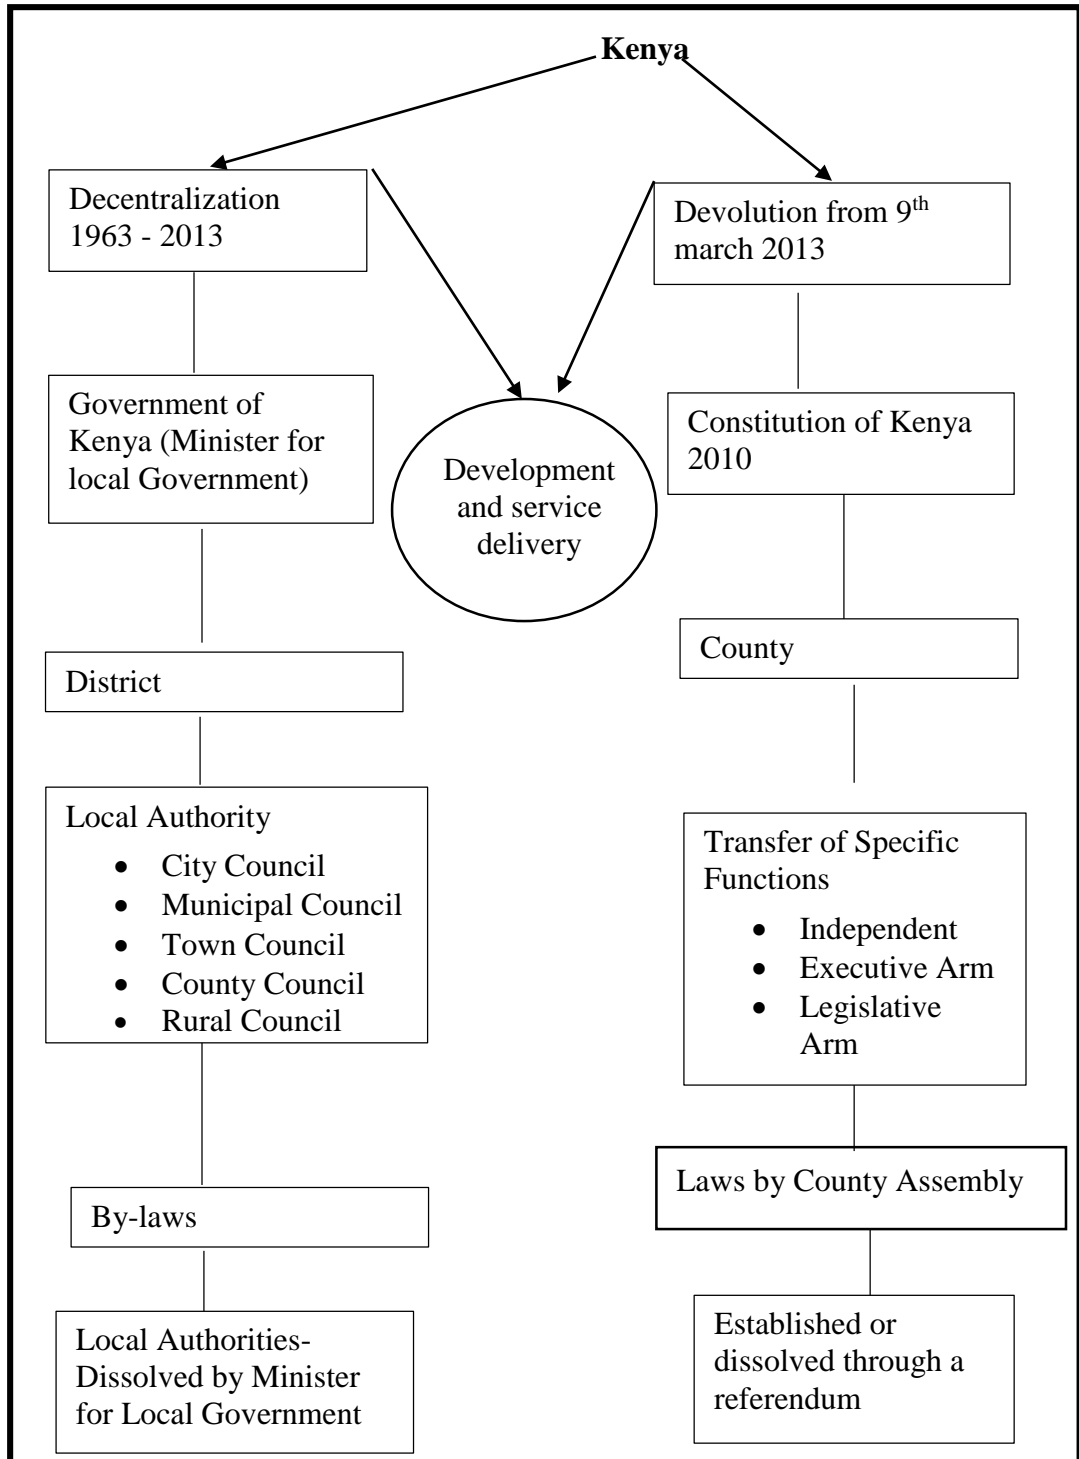 Kenya
Decentralization
1963 - 2013
Devolution from 9th
march 2013
Government of
Kenya (Minister for
local Government)
Development
and service
delivery
Constitution of Kenya
2010
District
County
Local Authority
• City Council
• Municipal Council
• Town Council
• County Council
• Rural Council
Transfer of Specific
Functions
• Independent
• Executive Arm
• Legislative
Arm
By-laws
Laws by County Assembly
Local Authorities-
Dissolved by Minister
for Local Government
Established or
dissolved through a
referendum